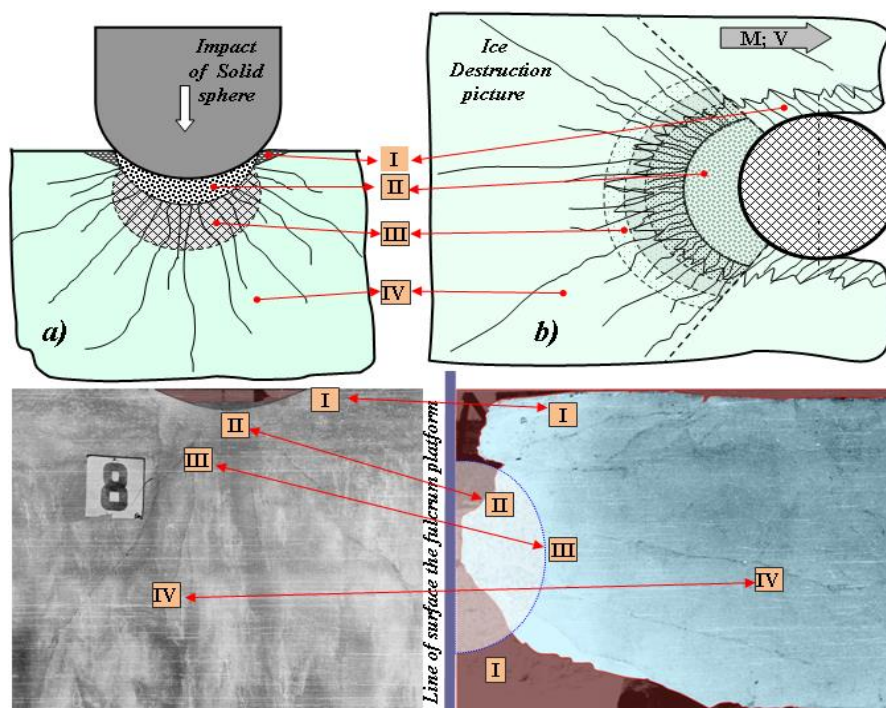 Impact
of Solid
sphere
Ice
Destruction
picture
M; V
I
II
III
IV
a)
b)
I
II
III
IV
8
Line of surface the fulcrum platform
I
II
III
IV
I